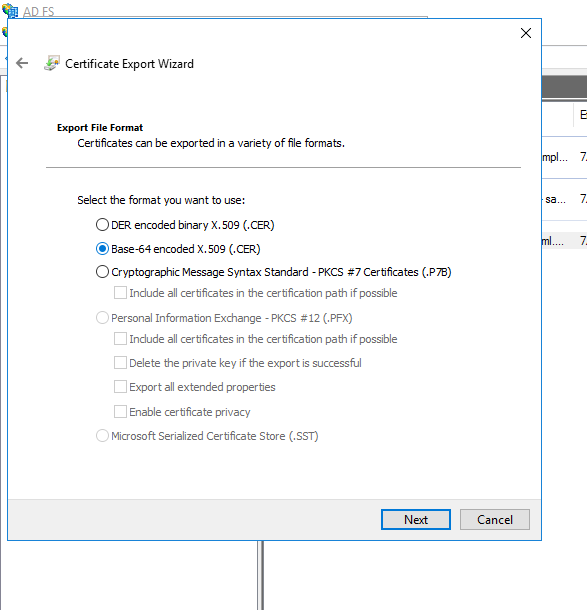 AD FS
Certificate Export Wizard
Export File Format
Certificates can be exported in a variety of file formats.
Select the format you want to use:
DER encoded binary X.509 (.CER)
Base-64 encoded X.509 (.CER)
Cryptographic Message Syntax Standard - PKCS #7 Certificates (.P7B)
Include all certificates in the certification path if possible
Personal Information Exchange - PKCS #12 (.PFX)
Include all certificates in the certification path if possible
Delete the private key if the export is successful
Export all extended properties
Enable certificate privacy
Microsoft Serialized Certificate Store (.SST)
Next
Cancel
E
mpl... 7.
sa... 7.
ml.... 7.